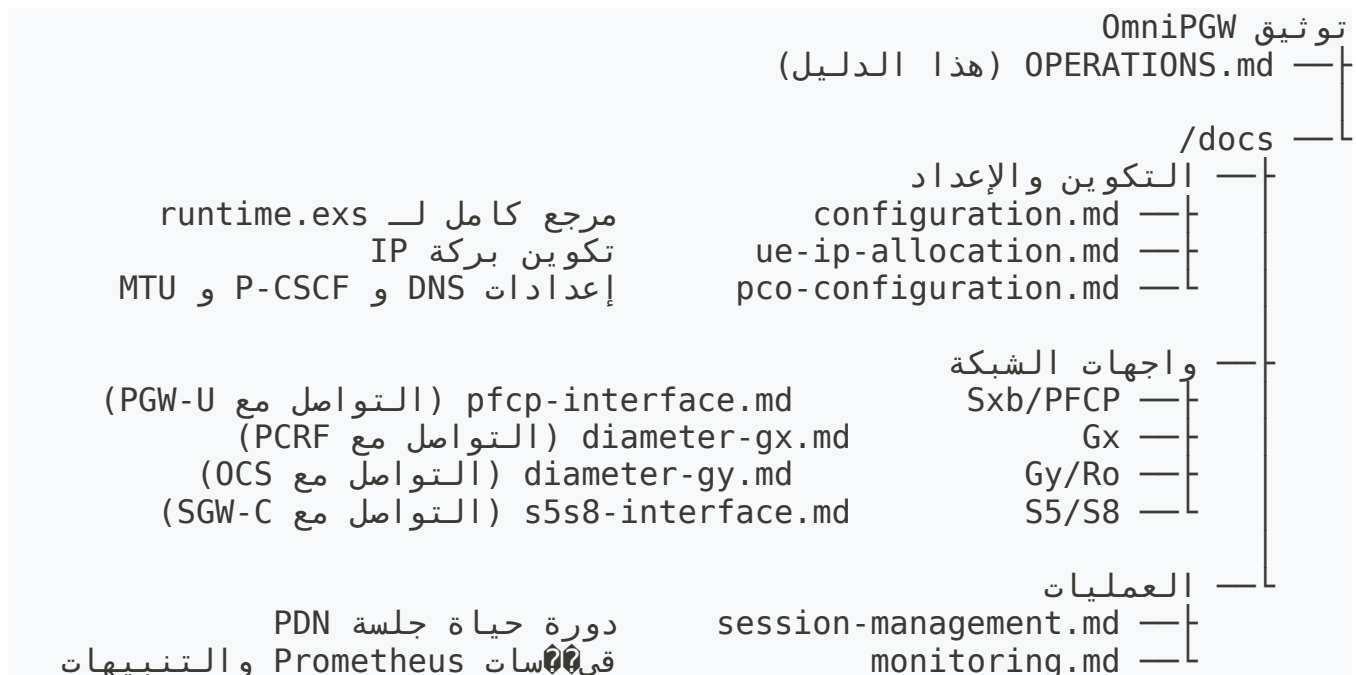 توثيق OmniPGW
├── OPERATIONS.md (هذا الدليل)
│
└── docs/
├── التكوين والإعداد
├── configuration.md مرجع كامل لـ runtime.exs
├── ue-ip-allocation.md تكوين بركة IP
└── pco-configuration.md إعدادات DNS و P-CSCF و MTU
├── واجهات الشبكة
├── Sxb/PFCP pfcp-interface.md (التواصل مع PGW-U)
├── Gx diameter-gx.md (التواصل مع PCRF)
├── Gy/Ro diameter-gy.md (التواصل مع OCS)
└── S5/S8 s5s8-interface.md (التواصل مع SGW-C)
└── العمليات
├── session-management.md دورة حياة جلسة PDN
└── monitoring.md قي��سات Prometheus والتنبيهات